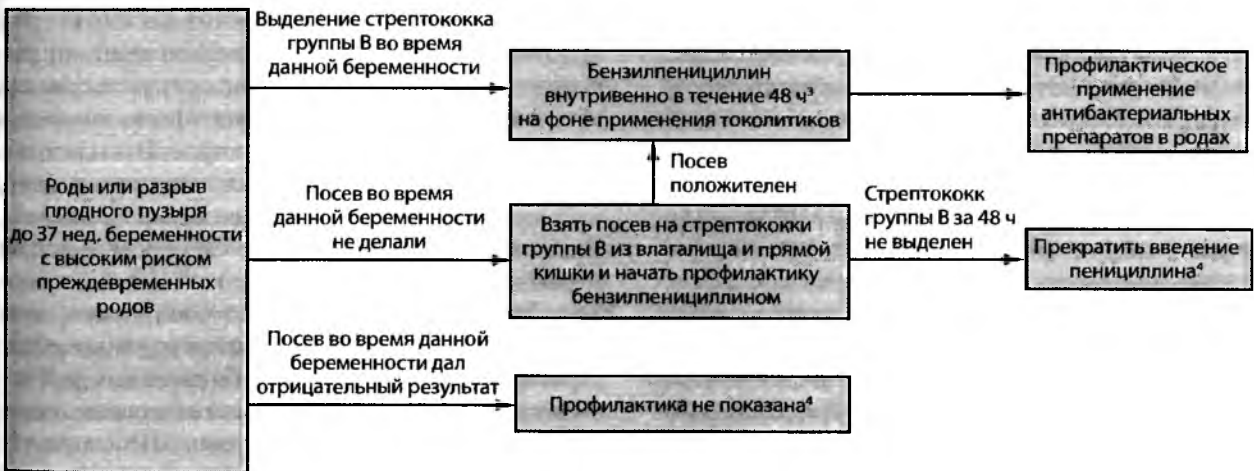 Роды или разрыв
плодного пузыря
до 37 нед. беременности
с высоким риском
преждевременных
родов
Выделение стрептококка
группы В во время
данной беременности
Бензилпенициллин
внутривенно в течение 48 ч³
на фоне применения токолитиков
Профилактическое
применение
антибактериальных
препаратов в родах
Посев
положителен
Посев во время
данной беременности
не делали
Взять посев на стрептококки
группы В из влагалища и прямой
кишки и начать профилактику
бензилпенициллином
Стрептококк
группы В за 48 ч
не выделен
Прекратить введение
пенициллина⁴
Посев во время данной
беременности дал
отрицательный результат
Профилактика не показана⁴